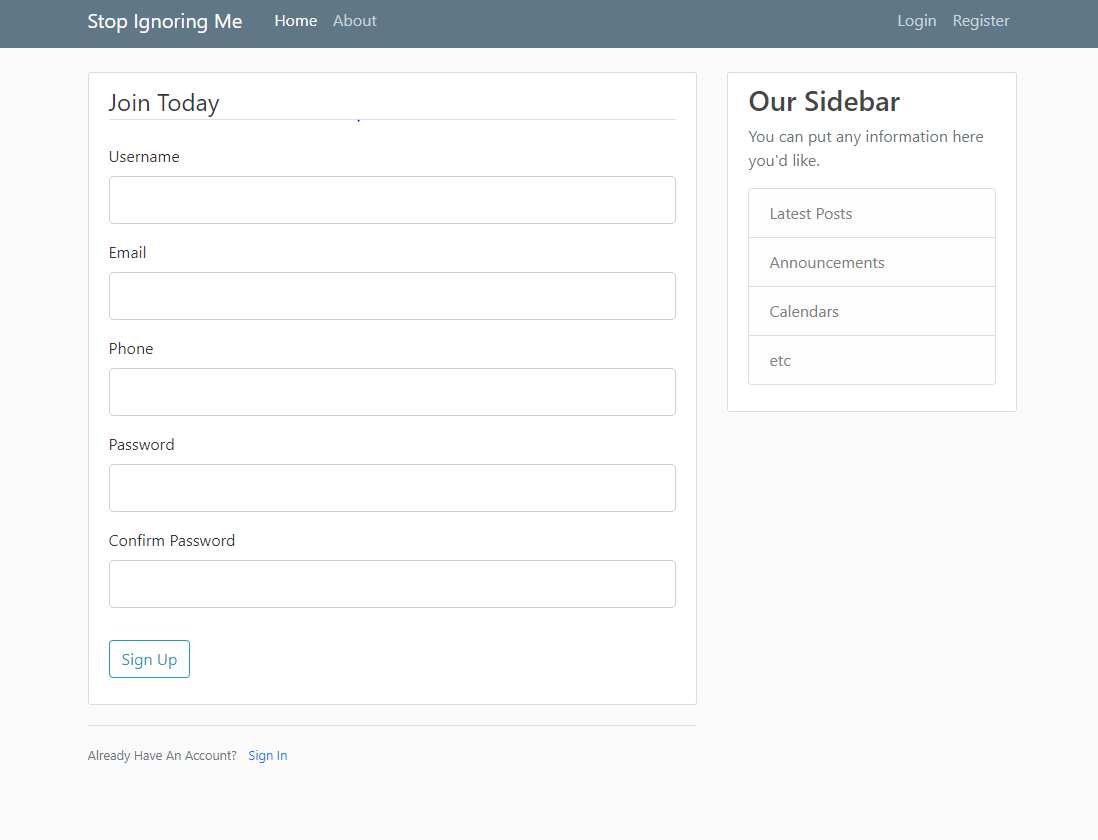 Stop Ignoring Me Home About Login Register
Join Today
Username
Email
Phone
Password
Confirm Password
Sign Up
Already Have An Account? Sign In
Our Sidebar
You can put any information here
you'd like.
Latest Posts
Announcements
Calendars
etc